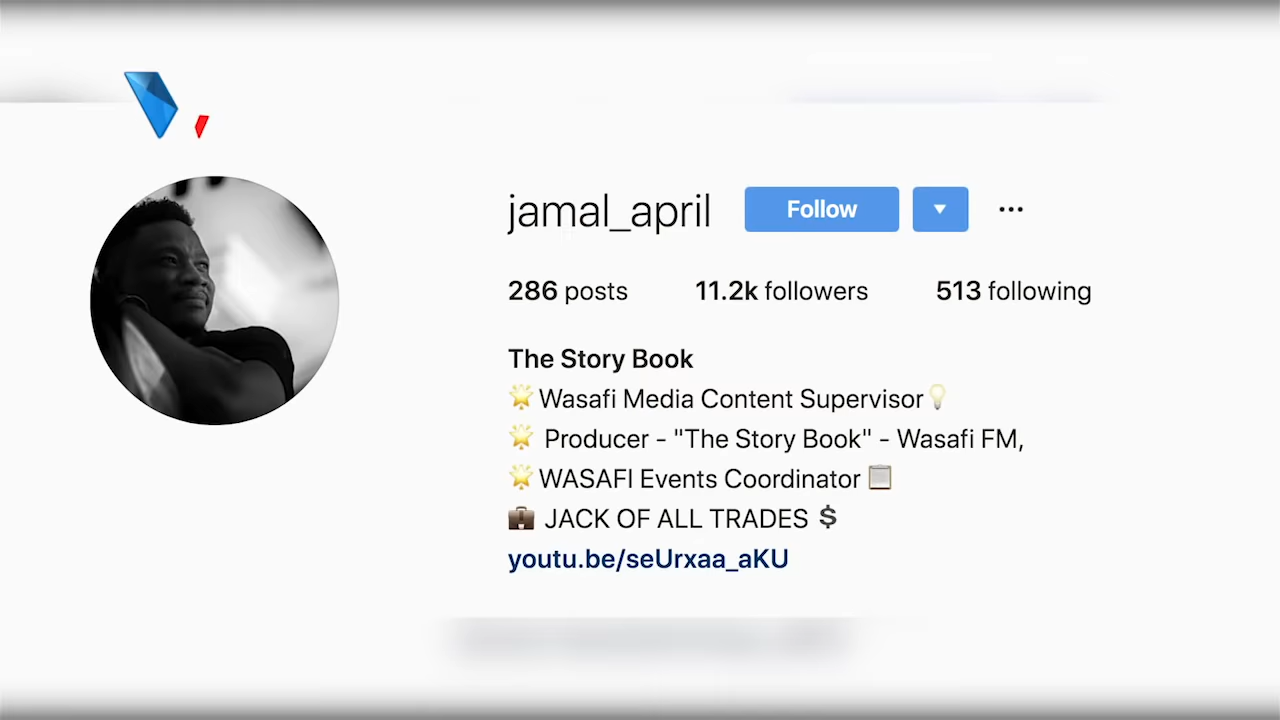 jamal_april Follow ▼ •••
286 posts 11.2k followers 513 following
The Story Book
🌟 Wasafi Media Content Supervisor 💡
🌟 Producer - "The Story Book" - Wasafi FM,
🌟 WASAFI Events Coordinator 📋
💼 JACK OF ALL TRADES 💲
youtu.be/seUrxaa_aKU